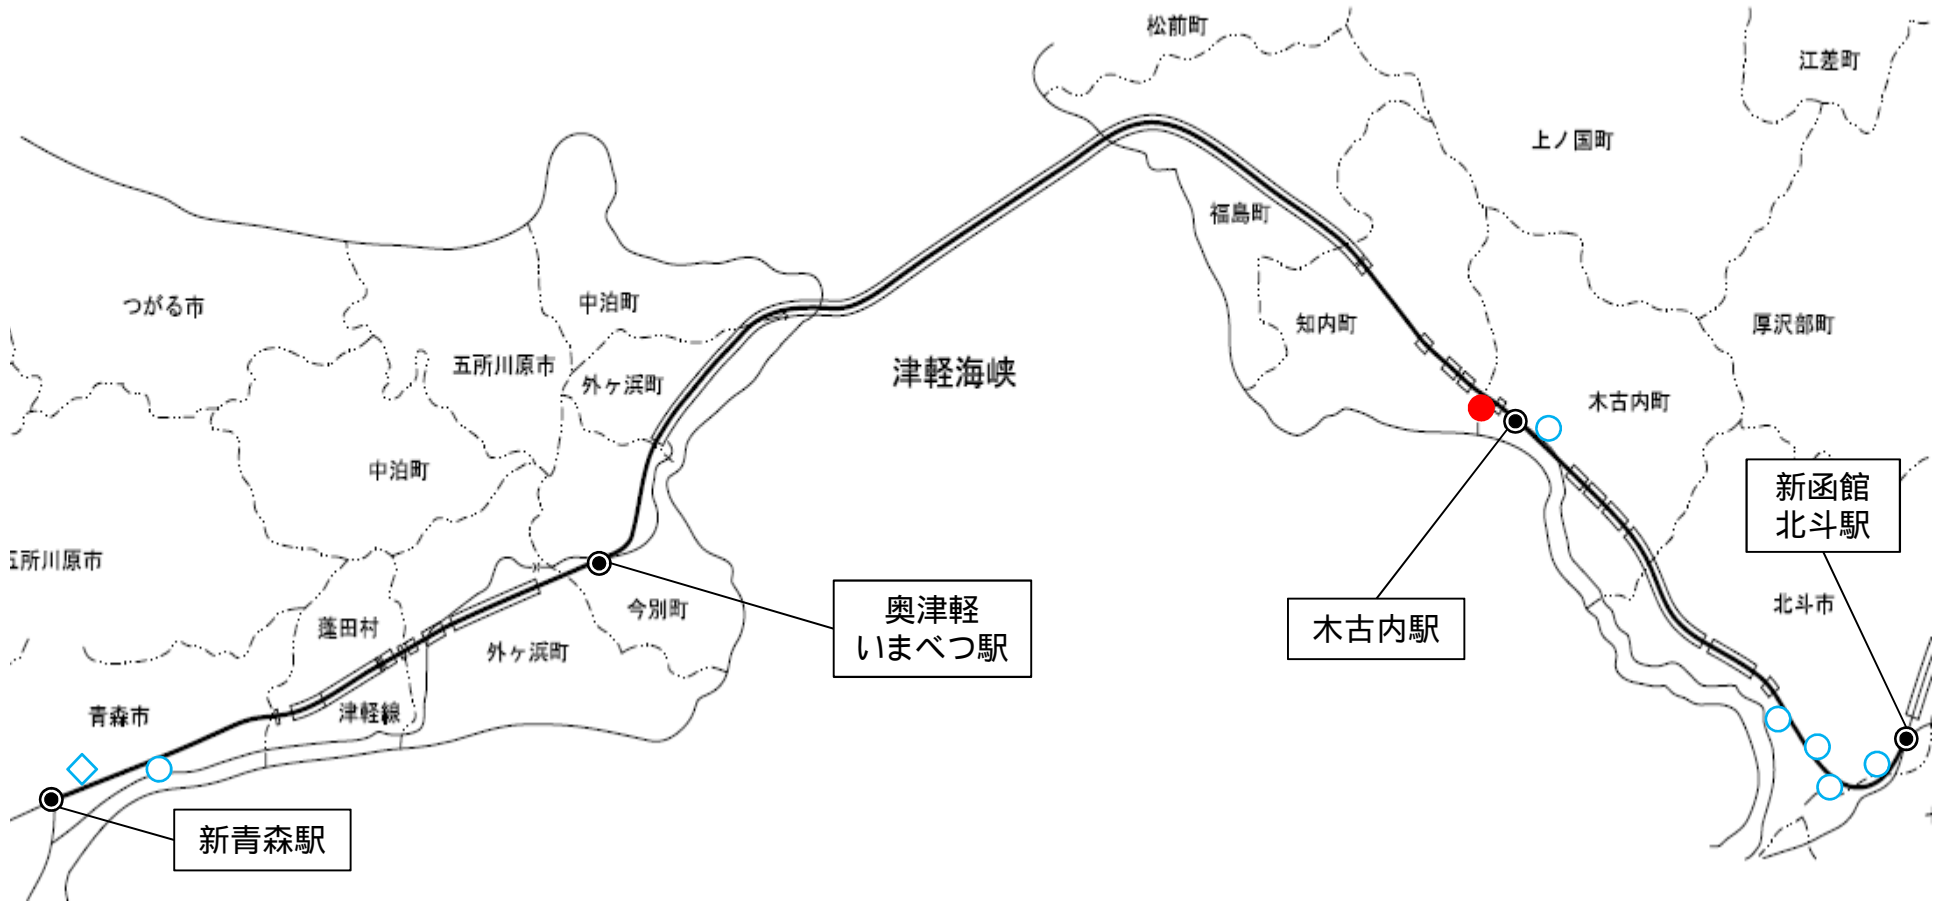 松前町
江差町
上ノ国町
福島町
つがる市
中泊町
知内町
厚沢部町
五所川原市
外ヶ浜町
津軽海峡
木古内町
中泊町
新函館
北斗駅
五所川原市
蓬田村
今別町
奥津軽
いまべつ駅
木古内駅
北斗市
外ヶ浜町
青森市
津軽線
新青森駅